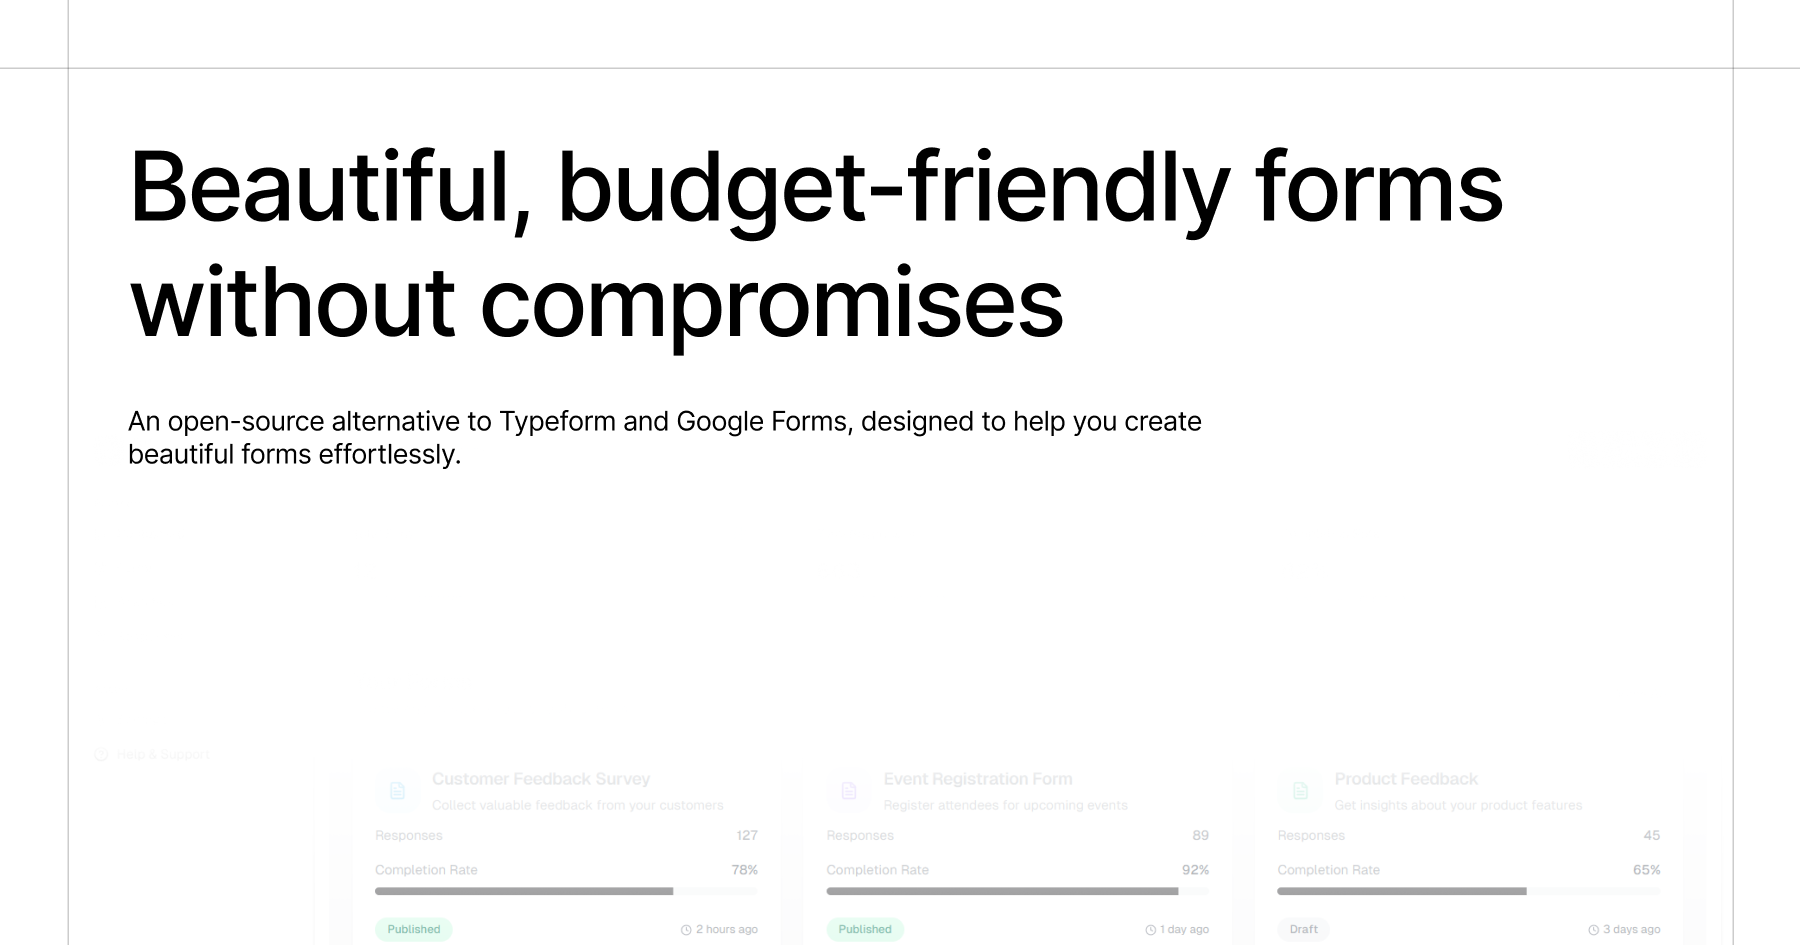 Beautiful, budget-friendly forms
without compromises
An open-source alternative to Typeform and Google Forms, designed to help you create
beautiful forms effortlessly.
Help & Support
Customer Feedback Survey
Collect valuable feedback from your customers
Responses 127
Completion Rate 78%
Published 2 hours ago
Event Registration Form
Register attendees for upcoming events
Responses 89
Completion Rate 92%
Published 1 day ago
Product Feedback
Get insights about your product features
Responses 45
Completion Rate 65%
Draft 3 days ago